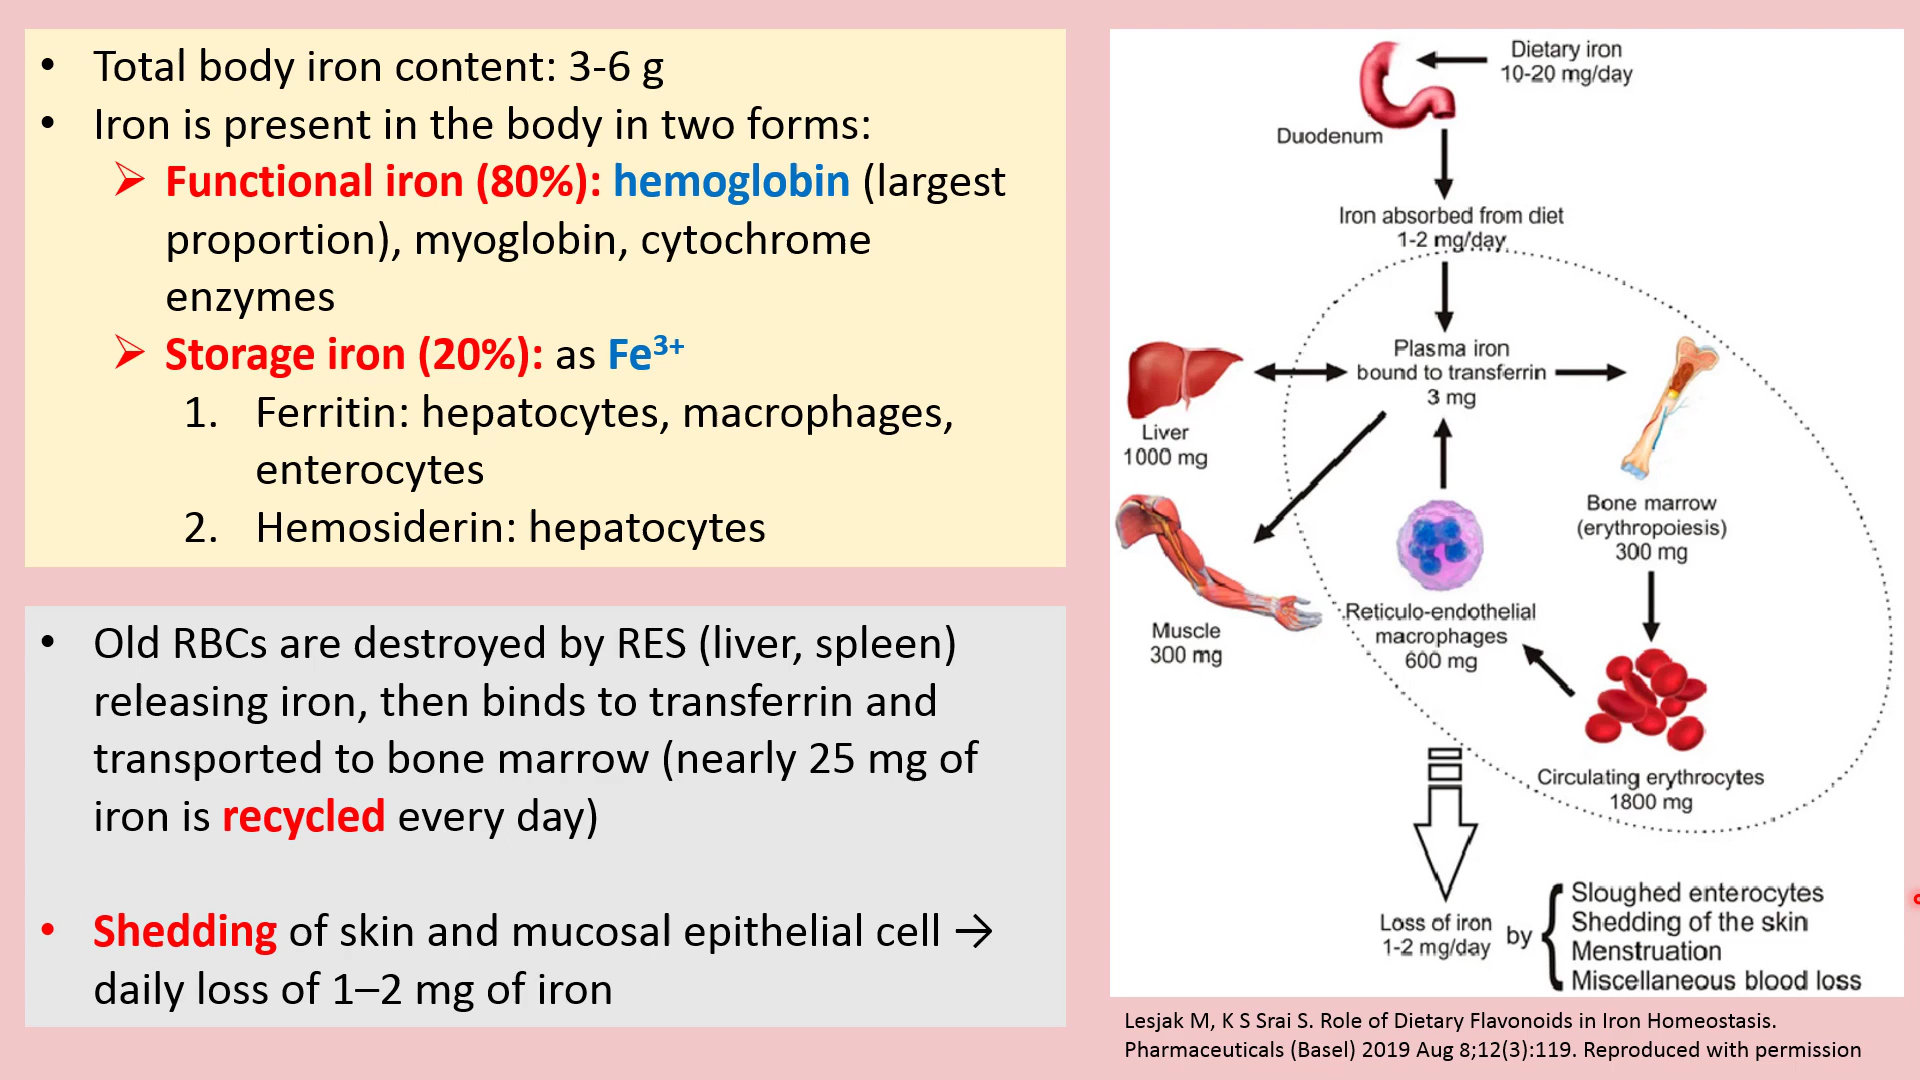 • Total body iron content: 3-6 g
• Iron is present in the body in two forms:
➢ Functional iron (80%): hemoglobin (largest
proportion), myoglobin, cytochrome
enzymes
➢ Storage iron (20%): as Fe³⁺
1. Ferritin: hepatocytes, macrophages,
enterocytes
2. Hemosiderin: hepatocytes
• Old RBCs are destroyed by RES (liver, spleen)
releasing iron, then binds to transferrin and
transported to bone marrow (nearly 25 mg of
iron is recycled every day)
• Shedding of skin and mucosal epithelial cell →
daily loss of 1–2 mg of iron
Dietary iron
10-20 mg/day
Duodenum
Iron absorbed from diet
1-2 mg/day
Plasma iron
bound to transferrin
3 mg
Liver
1000 mg
Bone marrow
(erythropoiesis)
300 mg
Muscle
300 mg
Reticulo-endothelial
macrophages
600 mg
Circulating erythrocytes
1800 mg
Loss of iron
1-2 mg/day
by
Sloughed enterocytes
Shedding of the skin
Menstruation
Miscellaneous blood loss
Lesjak M, K S Srai S. Role of Dietary Flavonoids in Iron Homeostasis.
Pharmaceuticals (Basel) 2019 Aug 8;12(3):119. Reproduced with permission